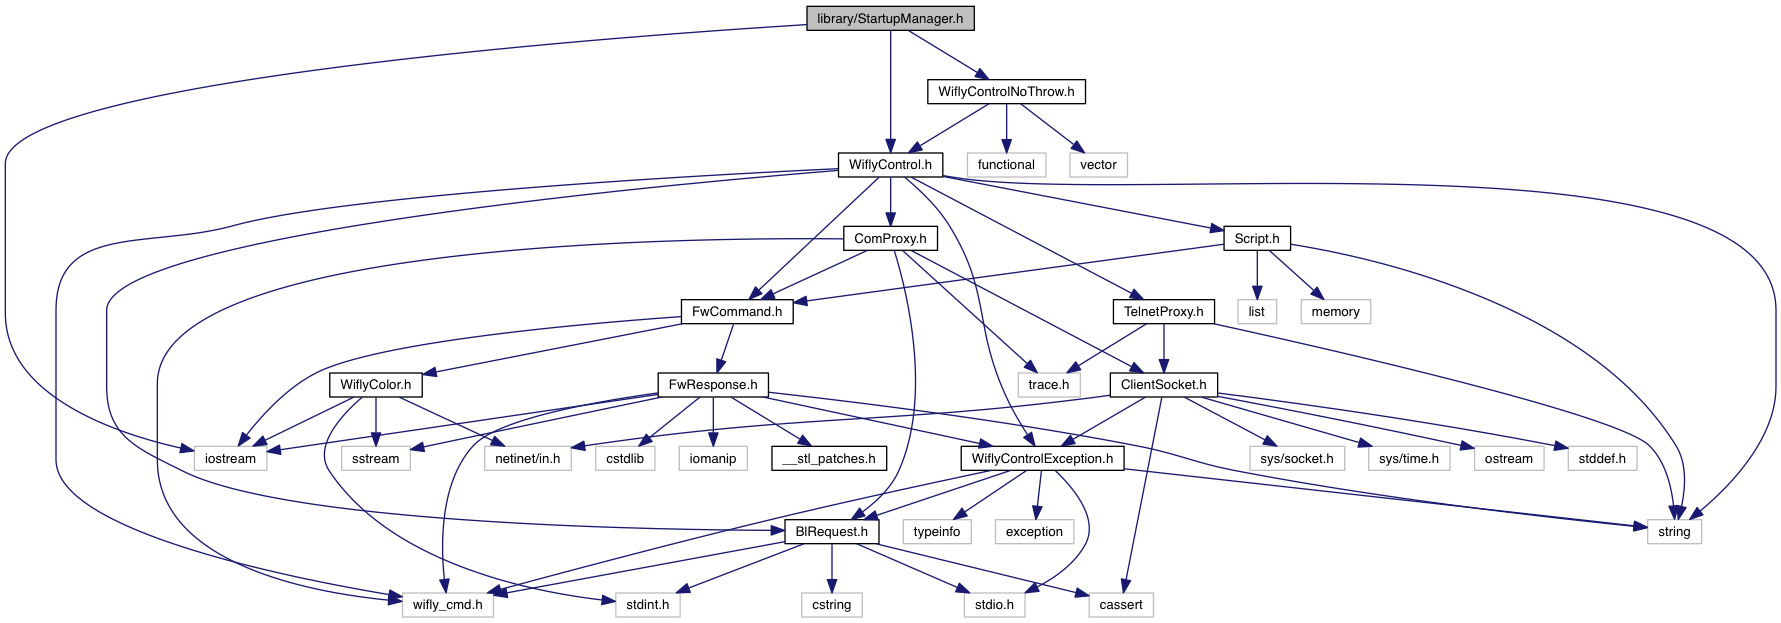 library/StartupManager.h
WiflyControlNoThrow.h
WiflyControl.h
functional
vector
ComProxy.h
Script.h
FwCommand.h
TelnetProxy.h
list
memory
WiflyColor.h
FwResponse.h
trace.h
ClientSocket.h
iostream
sstream
netinet/in.h
cstdlib
iomanip
__stl_patches.h
WiflyControlException.h
sys/socket.h
sys/time.h
ostream
stddef.h
BlRequest.h
typeinfo
exception
string
wifly_cmd.h
stdint.h
cstring
stdio.h
cassert